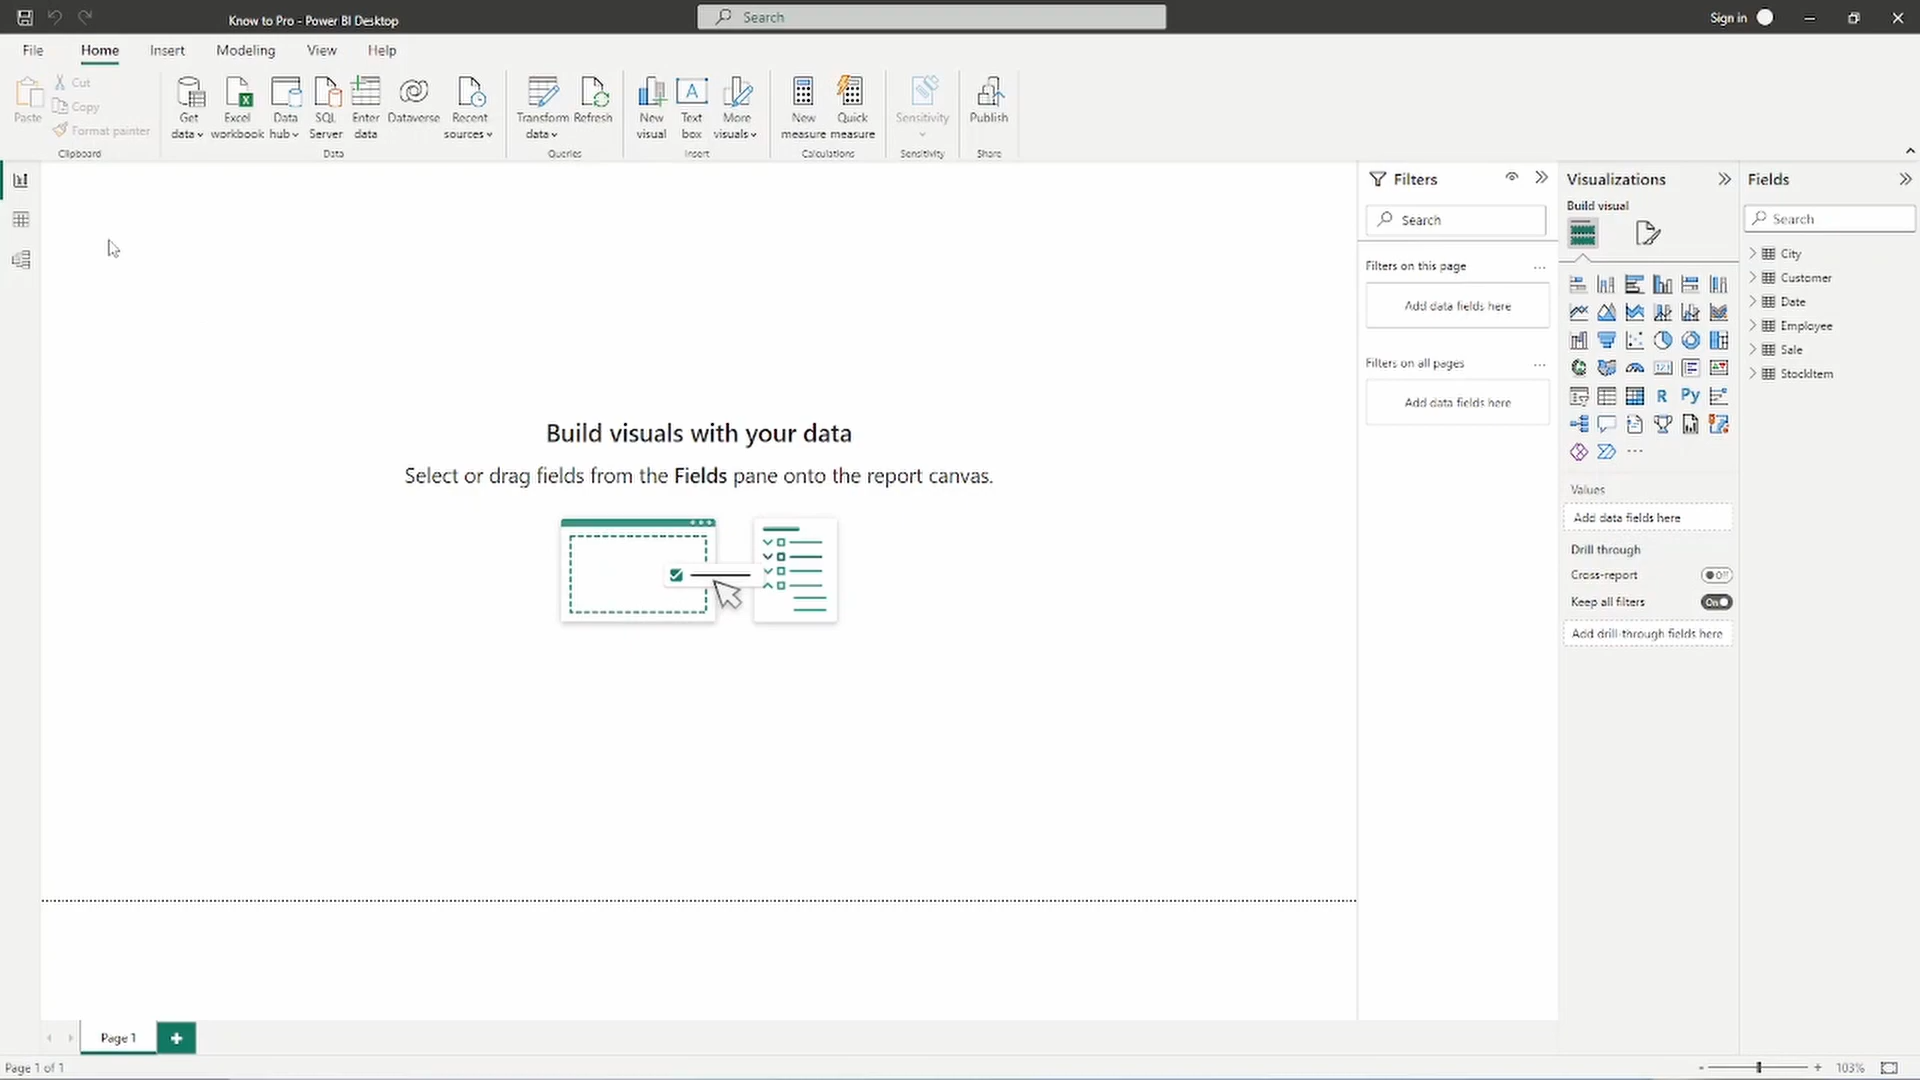 Know to Pro - Power BI Desktop
Search
Sign in
File Home Insert Modeling View Help
Paste
Cut
Copy
Format painter
Clipboard
Get data
Excel workbook
Data hub
SQL Server
Enter data
Dataverse
Recent sources
Data
Transform data
Refresh
Queries
New visual
Text box
More visuals
Insert
New measure
Quick measure
Calculations
Sensitivity
Sensitivity
Publish
Share
Build visuals with your data
Select or drag fields from the Fields pane onto the report canvas.
Filters
Search
Filters on this page ...
Add data fields here
Filters on all pages ...
Add data fields here
Visualizations
Build visual
123
R Py
...
Values
Add data fields here
Drill through
Cross-report Off
Keep all filters On
Add drill-through fields here
Fields
Search
City
Customer
Date
Employee
Sale
StockItem
Page 1
+
Page 1 of 1
- + 103%